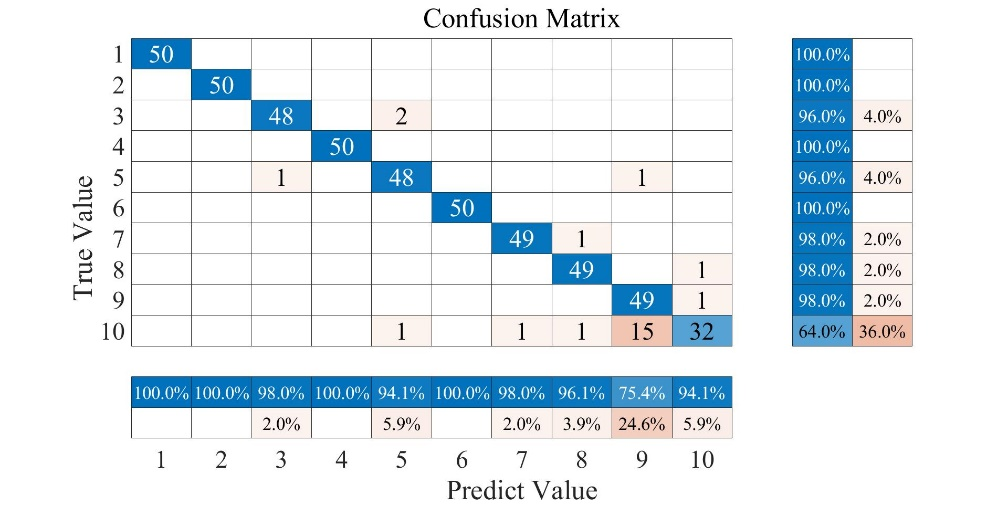 Confusion Matrix
1 50 100.0%
2 50 100.0%
3 48 2 96.0% 4.0%
4 50 100.0%
5 1 48 1 96.0% 4.0%
6 50 100.0%
7 49 1 98.0% 2.0%
8 49 1 98.0% 2.0%
9 49 1 98.0% 2.0%
10 1 1 1 15 32 64.0% 36.0%
True Value
100.0% 100.0% 98.0% 100.0% 94.1% 100.0% 98.0% 96.1% 75.4% 94.1%
2.0% 5.9% 2.0% 3.9% 24.6% 5.9%
1 2 3 4 5 6 7 8 9 10
Predict Value